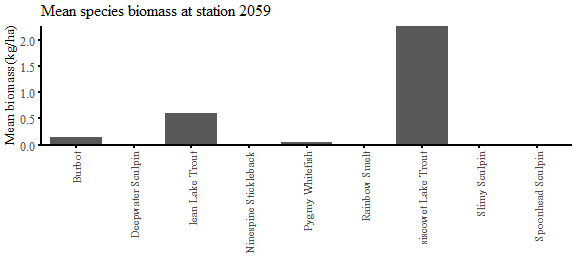 Mean species biomass at station 2059
Mean biomass (kg/ha)
2.0
1.5
1.0
0.5
0.0
Burbot
Deepwater Sculpin
lean Lake Trout
Ninespine Stickleback
Pygmy Whitefish
Rainbow Smelt
siscowet Lake Trout
Slimy Sculpin
Spoonhead Sculpin